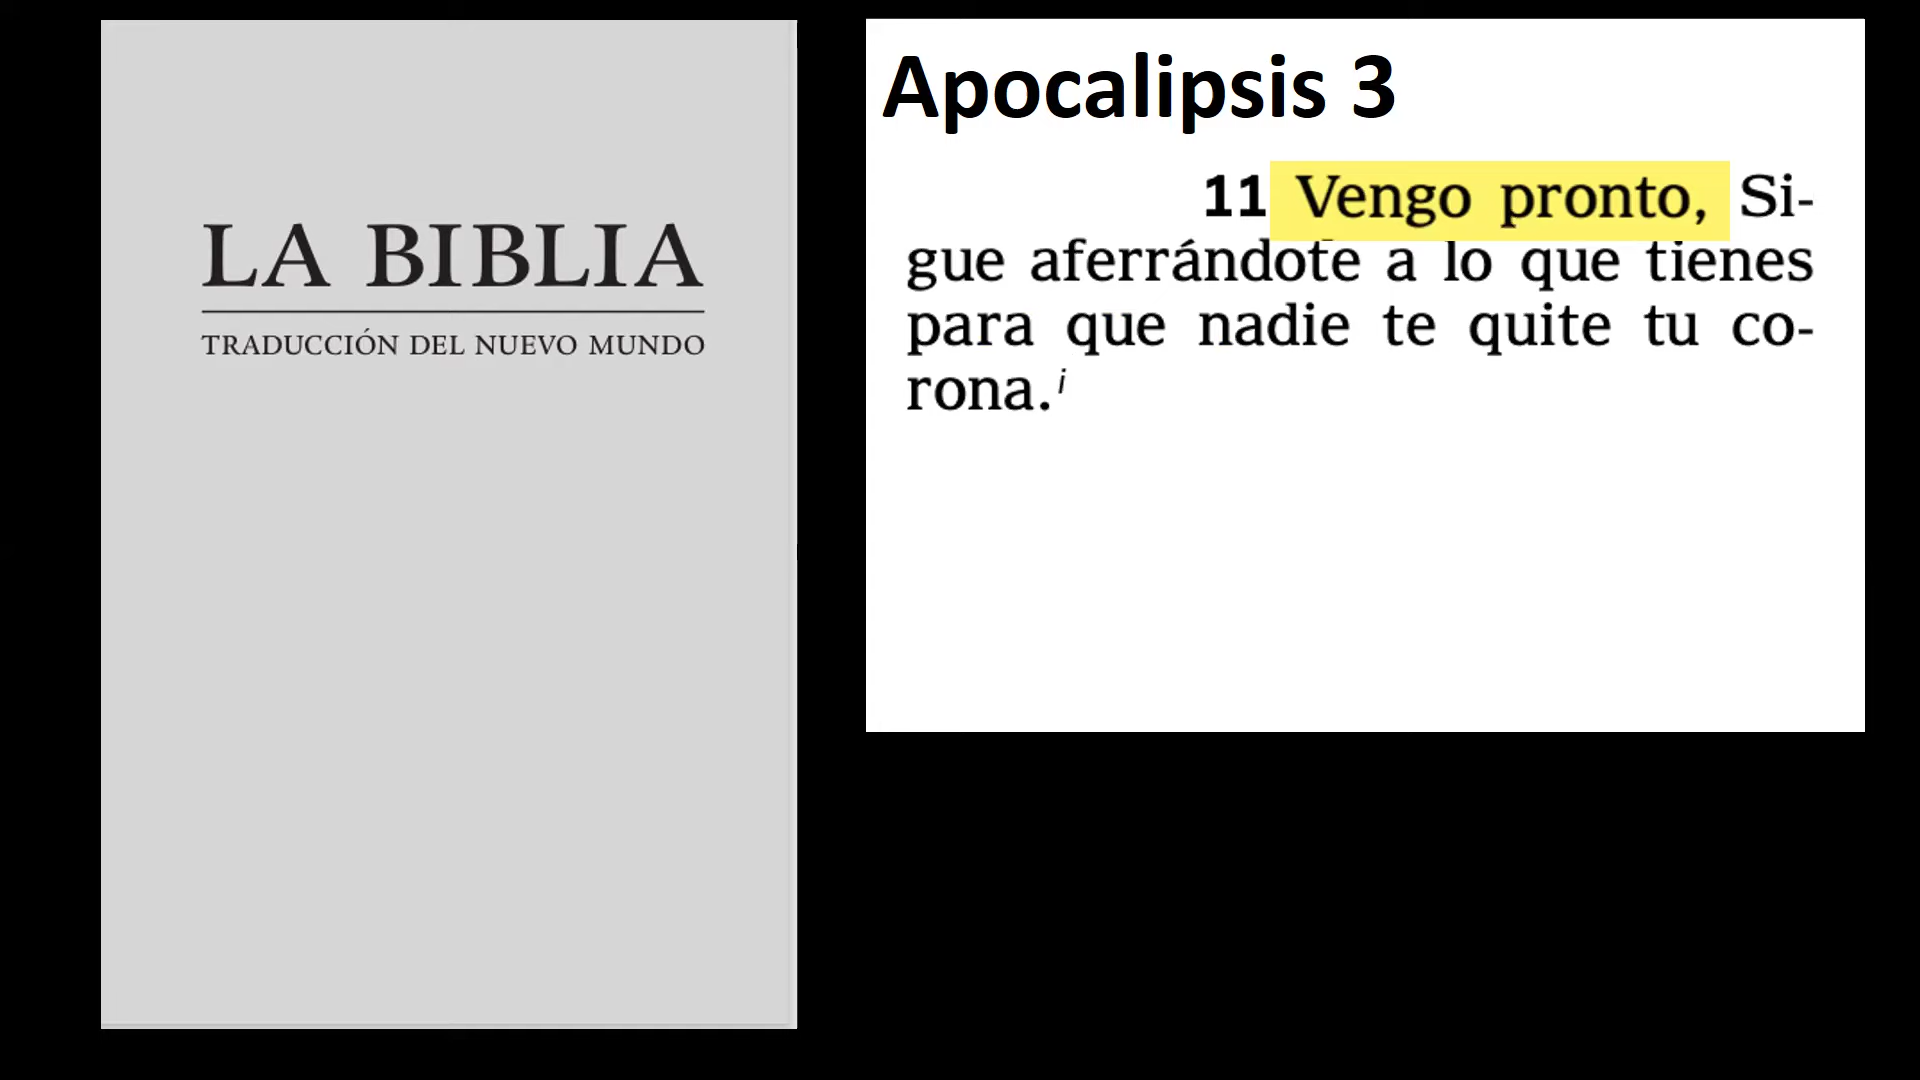 LA BIBLIA
TRADUCCIÓN DEL NUEVO MUNDO
Apocalipsis 3
11 Vengo pronto, Si-
gue aferrándote a lo que tienes
para que nadie te quite tu co-
rona.i